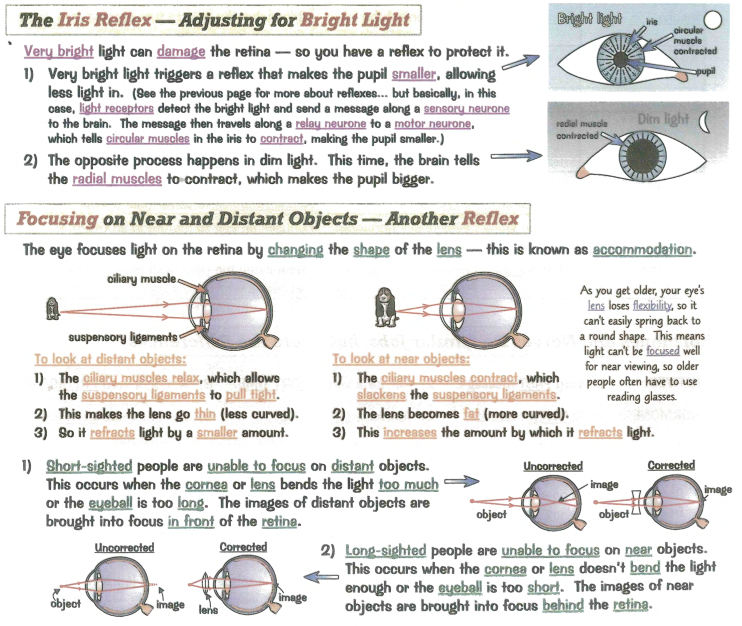 The Iris Reflex — Adjusting for Bright Light
Very bright light can damage the retina — so you have a reflex to protect it.
1) Very bright light triggers a reflex that makes the pupil smaller, allowing
less light in. (See the previous page for more about reflexes... but basically, in this
case, light receptors detect the bright light and send a message along a sensory neurone
to the brain. The message then travels along a relay neurone to a motor neurone,
which tells circular muscles in the iris to contract, making the pupil smaller.)
2) The opposite process happens in dim light. This time, the brain tells
the radial muscles to contract, which makes the pupil bigger.
Bright light
iris
circular
muscle
contracted
pupil
Dim light
radial muscle
contracted
Focusing on Near and Distant Objects — Another Reflex
The eye focuses light on the retina by changing the shape of the lens — this is known as accommodation.
ciliary muscle
suspensory ligaments
To look at distant objects:
1) The ciliary muscles relax, which allows
the suspensory ligaments to pull tight.
2) This makes the lens go thin (less curved).
3) So it refracts light by a smaller amount.
To look at near objects:
1) The ciliary muscles contract, which
slackens the suspensory ligaments.
2) The lens becomes fat (more curved).
3) This increases the amount by which it refracts light.
As you get older, your eye's
lens loses flexibility, so it
can't easily spring back to
a round shape. This means
light can't be focused well
for near viewing, so older
people often have to use
reading glasses.
1) Short-sighted people are unable to focus on distant objects.
This occurs when the cornea or lens bends the light too much
or the eyeball is too long. The images of distant objects are
brought into focus in front of the retina.
Uncorrected
object
image
Corrected
object
image
Uncorrected
object
image
Corrected
lens
image
2) Long-sighted people are unable to focus on near objects.
This occurs when the cornea or lens doesn't bend the light
enough or the eyeball is too short. The images of near
objects are brought into focus behind the retina.